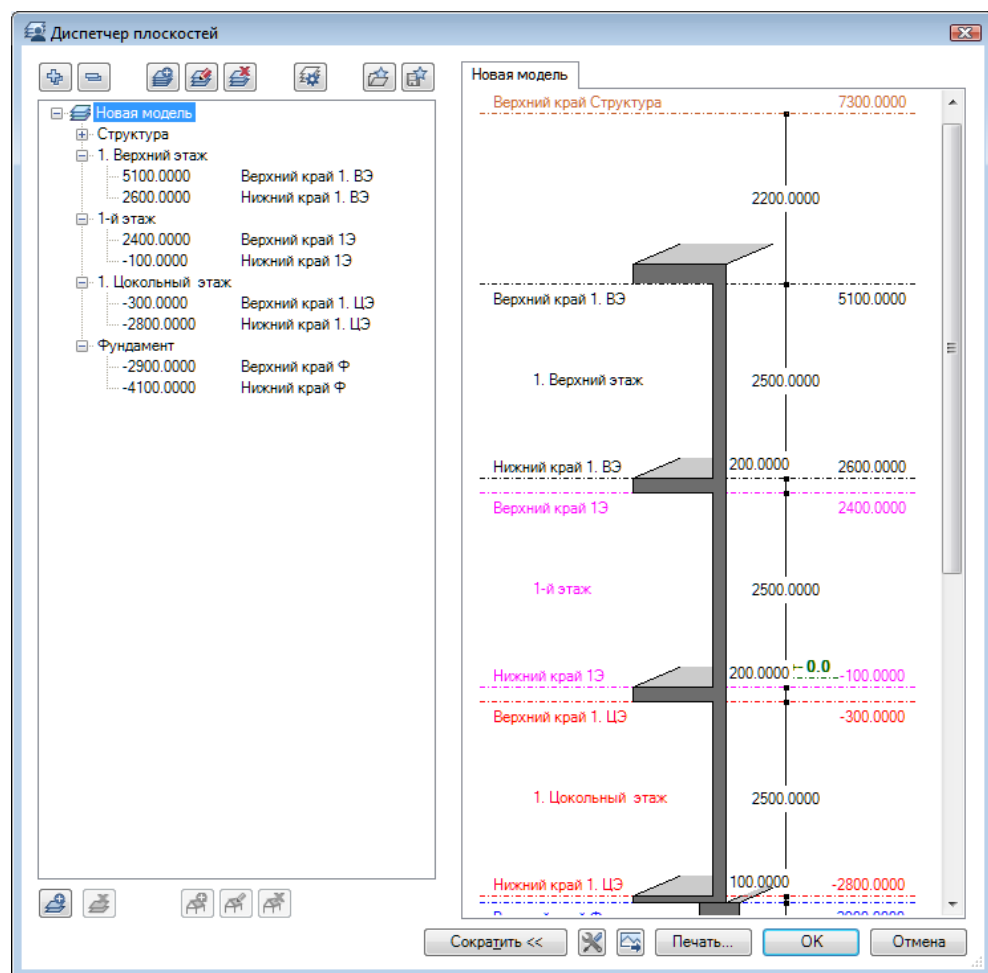 Диспетчер плоскостей
Новая модель
Структура
1. Верхний этаж
5100.0000 Верхний край 1. ВЭ
2600.0000 Нижний край 1. ВЭ
1-й этаж
2400.0000 Верхний край 1Э
-100.0000 Нижний край 1Э
1. Цокольный этаж
-300.0000 Верхний край 1. ЦЭ
-2800.0000 Нижний край 1. ЦЭ
Фундамент
-2900.0000 Верхний край Ф
-4100.0000 Нижний край Ф
Новая модель
Верхний край Структура 7300.0000
2200.0000
Верхний край 1. ВЭ 5100.0000
1. Верхний этаж 2500.0000
Нижний край 1. ВЭ 200.0000 2600.0000
Верхний край 1Э 2400.0000
1-й этаж 2500.0000
0.0
Нижний край 1Э 200.0000 -100.0000
Верхний край 1. ЦЭ -300.0000
1. Цокольный этаж 2500.0000
Нижний край 1. ЦЭ 100.0000 -2800.0000
Сократить << Печать... OK Отмена